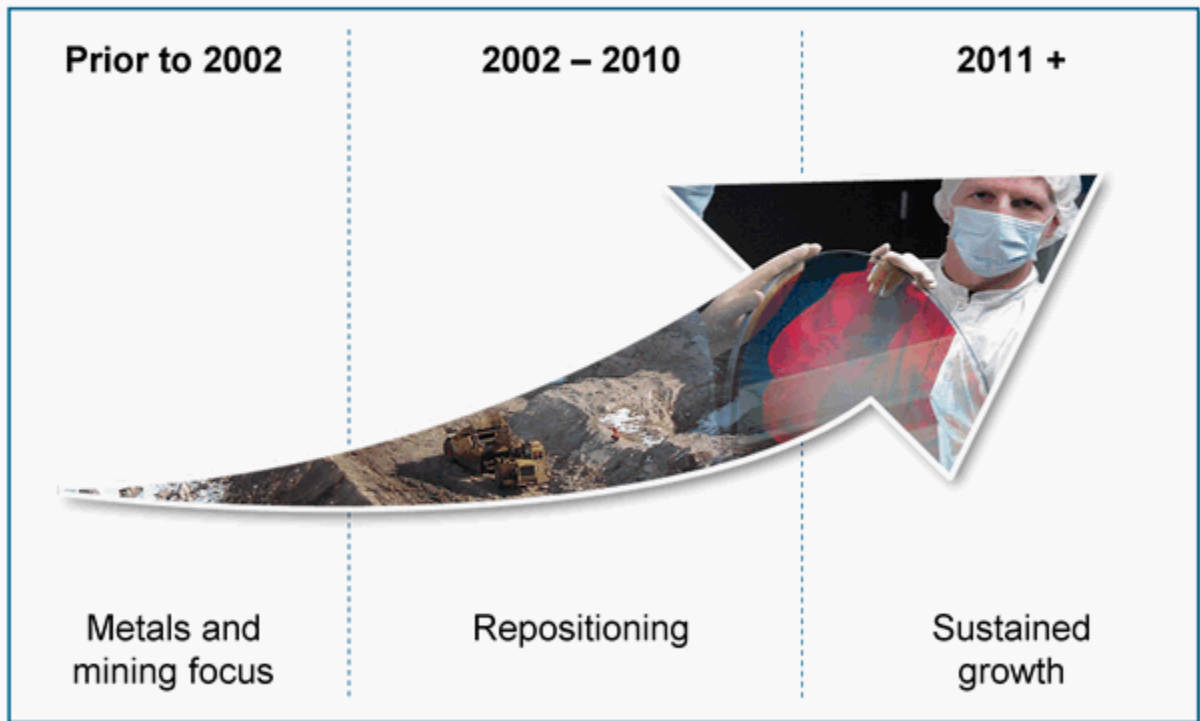 Prior to 2002
2002 – 2010
2011 +
Metals and
mining focus
Repositioning
Sustained
growth